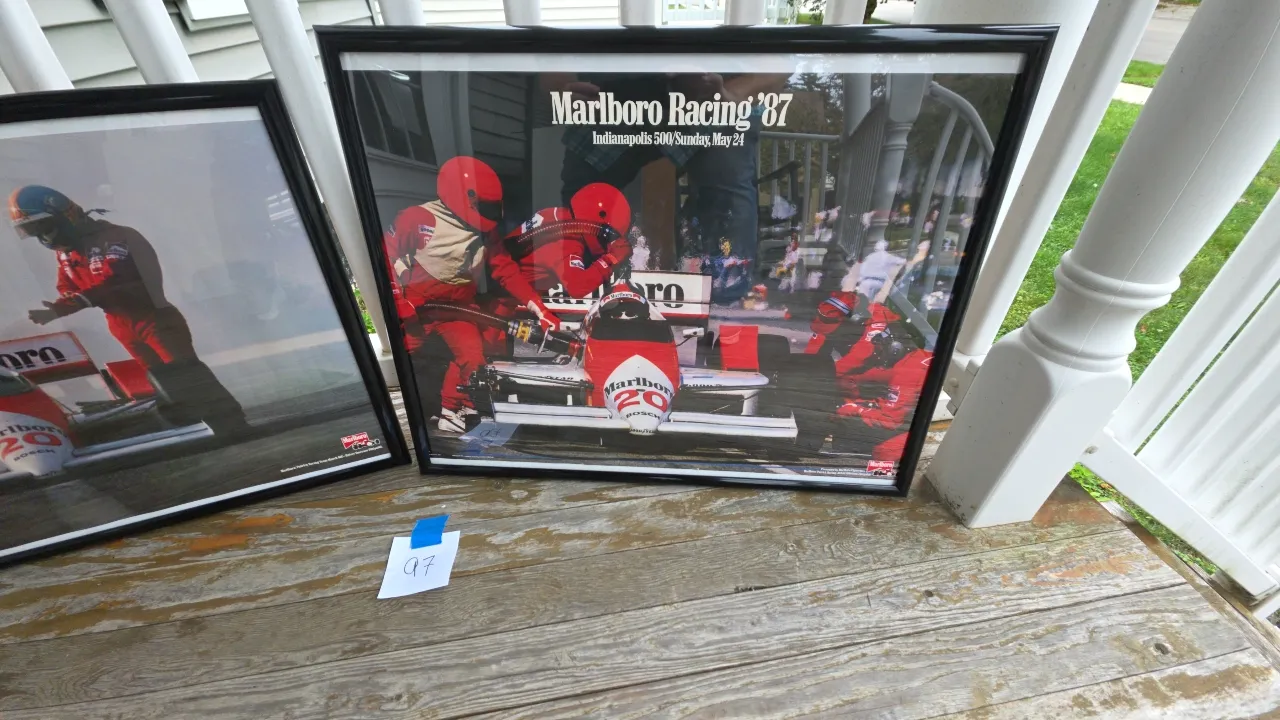 Marlboro Racing '87
Indianapolis 500/Sunday, May 24
Marlboro
20
BOSCH
20
BOSCH
Marlboro
Marlboro
97